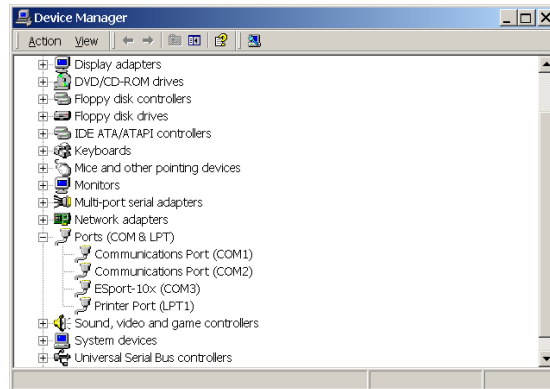 Device Manager
Action View
Display adapters
DVD/CD-ROM drives
Floppy disk controllers
Floppy disk drives
IDE ATA/ATAPI controllers
Keyboards
Mice and other pointing devices
Monitors
Multi-port serial adapters
Network adapters
Ports (COM & LPT)
Communications Port (COM1)
Communications Port (COM2)
ESport-10x (COM3)
Printer Port (LPT1)
Sound, video and game controllers
System devices
Universal Serial Bus controllers